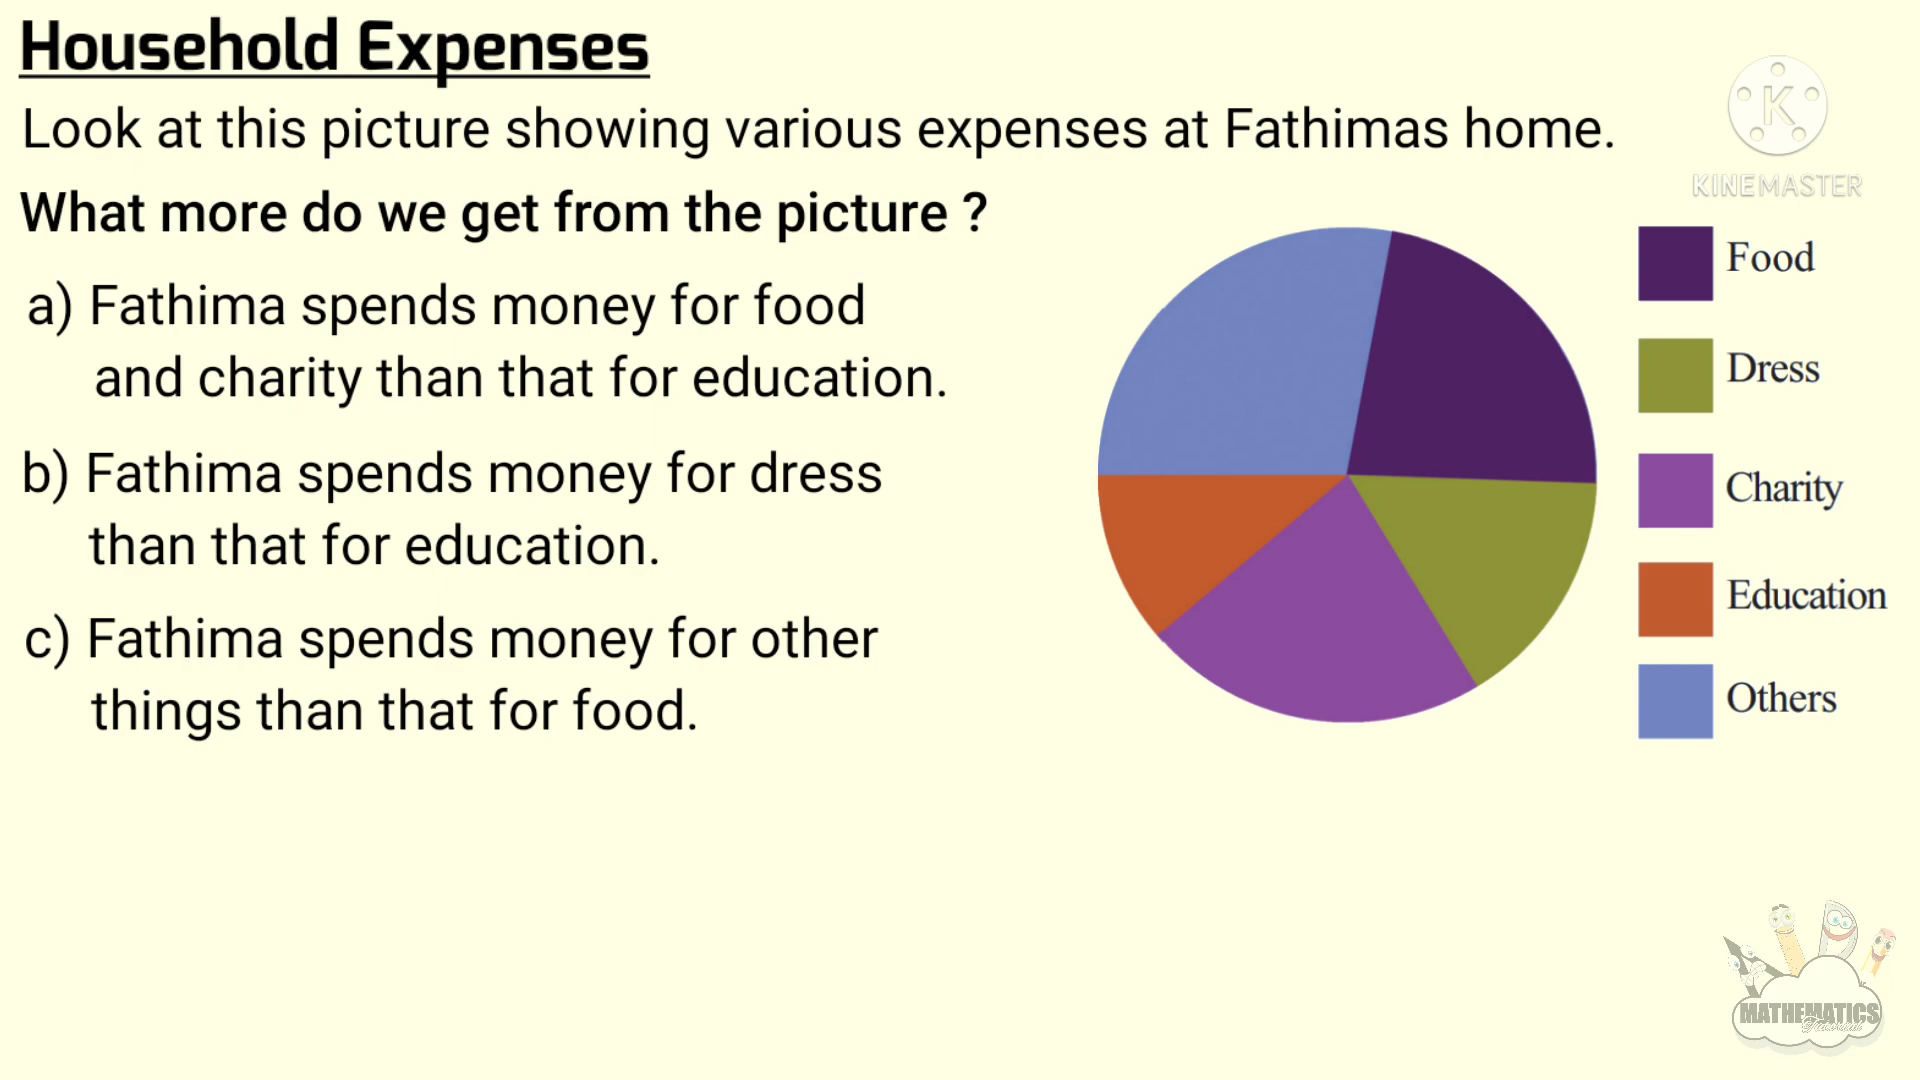 Household Expenses
Look at this picture showing various expenses at Fathimas home.
What more do we get from the picture ?
a) Fathima spends money for food
and charity than that for education.
b) Fathima spends money for dress
than that for education.
c) Fathima spends money for other
things than that for food.
K
KINEMASTER
Food
Dress
Charity
Education
Others
MATHEMATICS